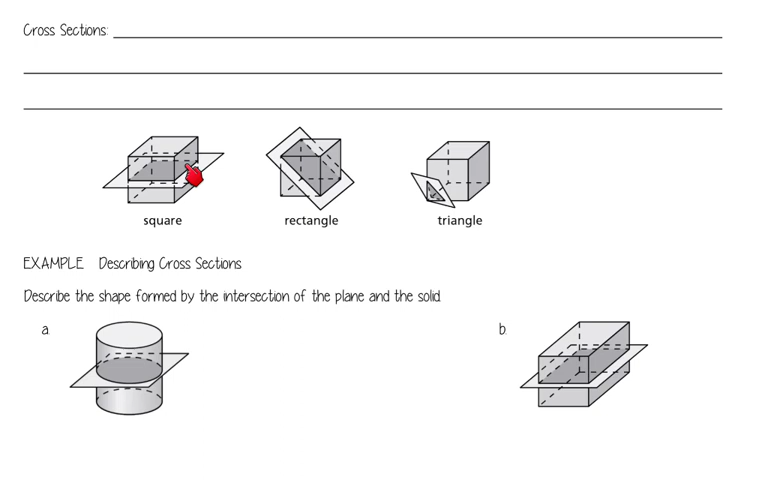 Cross Sections:
square rectangle triangle
EXAMPLE Describing Cross Sections
Describe the shape formed by the intersection of the plane and the solid.
a. b.